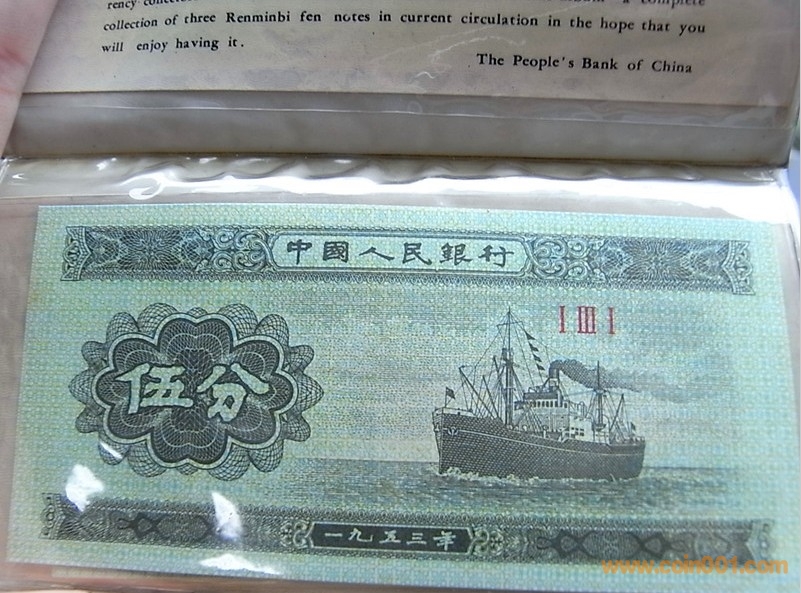 collection of three Renminbi fen notes in current circulation in the hope that you
will enjoy having it.
The People's Bank of China
中國人民銀行
I III I
伍分
一九五三年
www.coin001.com